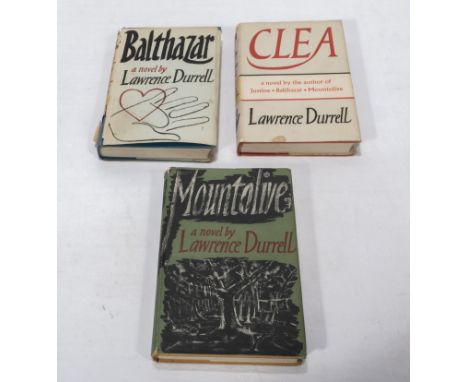 Balthazar
a novel by
Lawrence Durrell
CLEA
a novel by the author of
Justine • Balthazar • Mountolive
Lawrence Durrell
Mountolive
a novel by
Lawrence Durrell